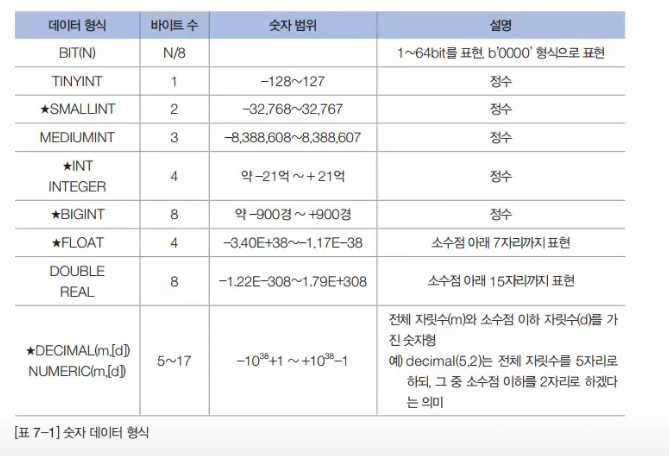 데이터 형식 바이트 수 숫자 범위 설명
BIT(N) N/8 1~64bit를 표현. b'0000' 형식으로 표현
TINYINT 1 −128~127 정수
★SMALLINT 2 −32,768~32,767 정수
MEDIUMINT 3 −8,388,608~8,388,607 정수
★INT
INTEGER 4 약 −21억 ~ +21억 정수
★BIGINT 8 약 −900경 ~ +900경 정수
★FLOAT 4 −3.40E+38~−1.17E−38 소수점 아래 7자리까지 표현
DOUBLE
REAL 8 −1.22E−308~1.79E+308 소수점 아래 15자리까지 표현
★DECIMAL(m,[d])
NUMERIC(m,[d]) 5~17 −10³⁸+1 ~ +10³⁸−1
전체 자릿수(m)와 소수점 이하 자릿수(d)를 가
진 숫자형
예) decimal(5,2)는 전체 자릿수를 5자리로
하되, 그 중 소수점 이하를 2자리로 하겠다
는 의미
[표 7-1] 숫자 데이터 형식